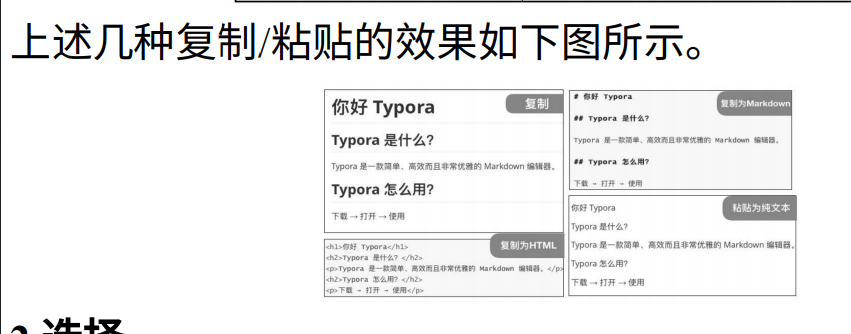 上述几种复制/粘贴的效果如下图所示。
你好 Typora
复制
Typora 是什么?
Typora 是一款简单、高效而且非常优雅的 Markdown 编辑器。
Typora 怎么用?
下载 → 打开 → 使用
# 你好 Typora
复制为Markdown
## Typora 是什么?
Typora 是一款简单、高效而且非常优雅的 Markdown 编辑器。
## Typora 怎么用?
下载 → 打开 → 使用
复制为HTML
<h1>你好 Typora</h1>
<h2>Typora 是什么? </h2>
<p>Typora 是一款简单、高效而且非常优雅的 Markdown 编辑器。</p>
<h2>Typora 怎么用? </h2>
<p>下载 → 打开 → 使用</p>
你好 Typora
粘贴为纯文本
Typora 是什么?
Typora 是一款简单、高效而且非常优雅的 Markdown 编辑器。
Typora 怎么用?
下载 → 打开 → 使用
2 选择